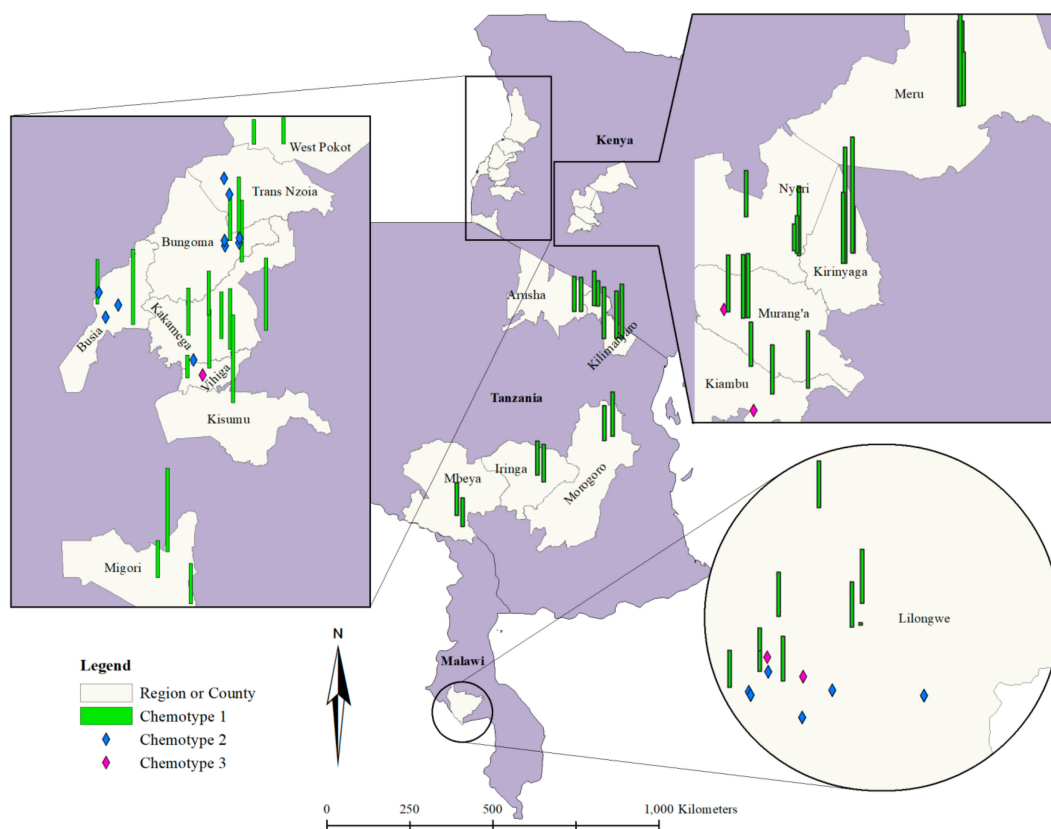 Kenya
Meru
West Pokot
Trans Nzoia
Nyeri
Bungoma
Kirinyaga
Arusha
Murang'a
Kakamega
Busia
Kilimanjaro
Vihiga
Kiambu
Tanzania
Kisumu
Iringa
Mbeya
Morogoro
Migori
Lilongwe
N
Malawi
Legend
Region or County
Chemotype 1
Chemotype 2
Chemotype 3
0 250 500 1,000 Kilometers